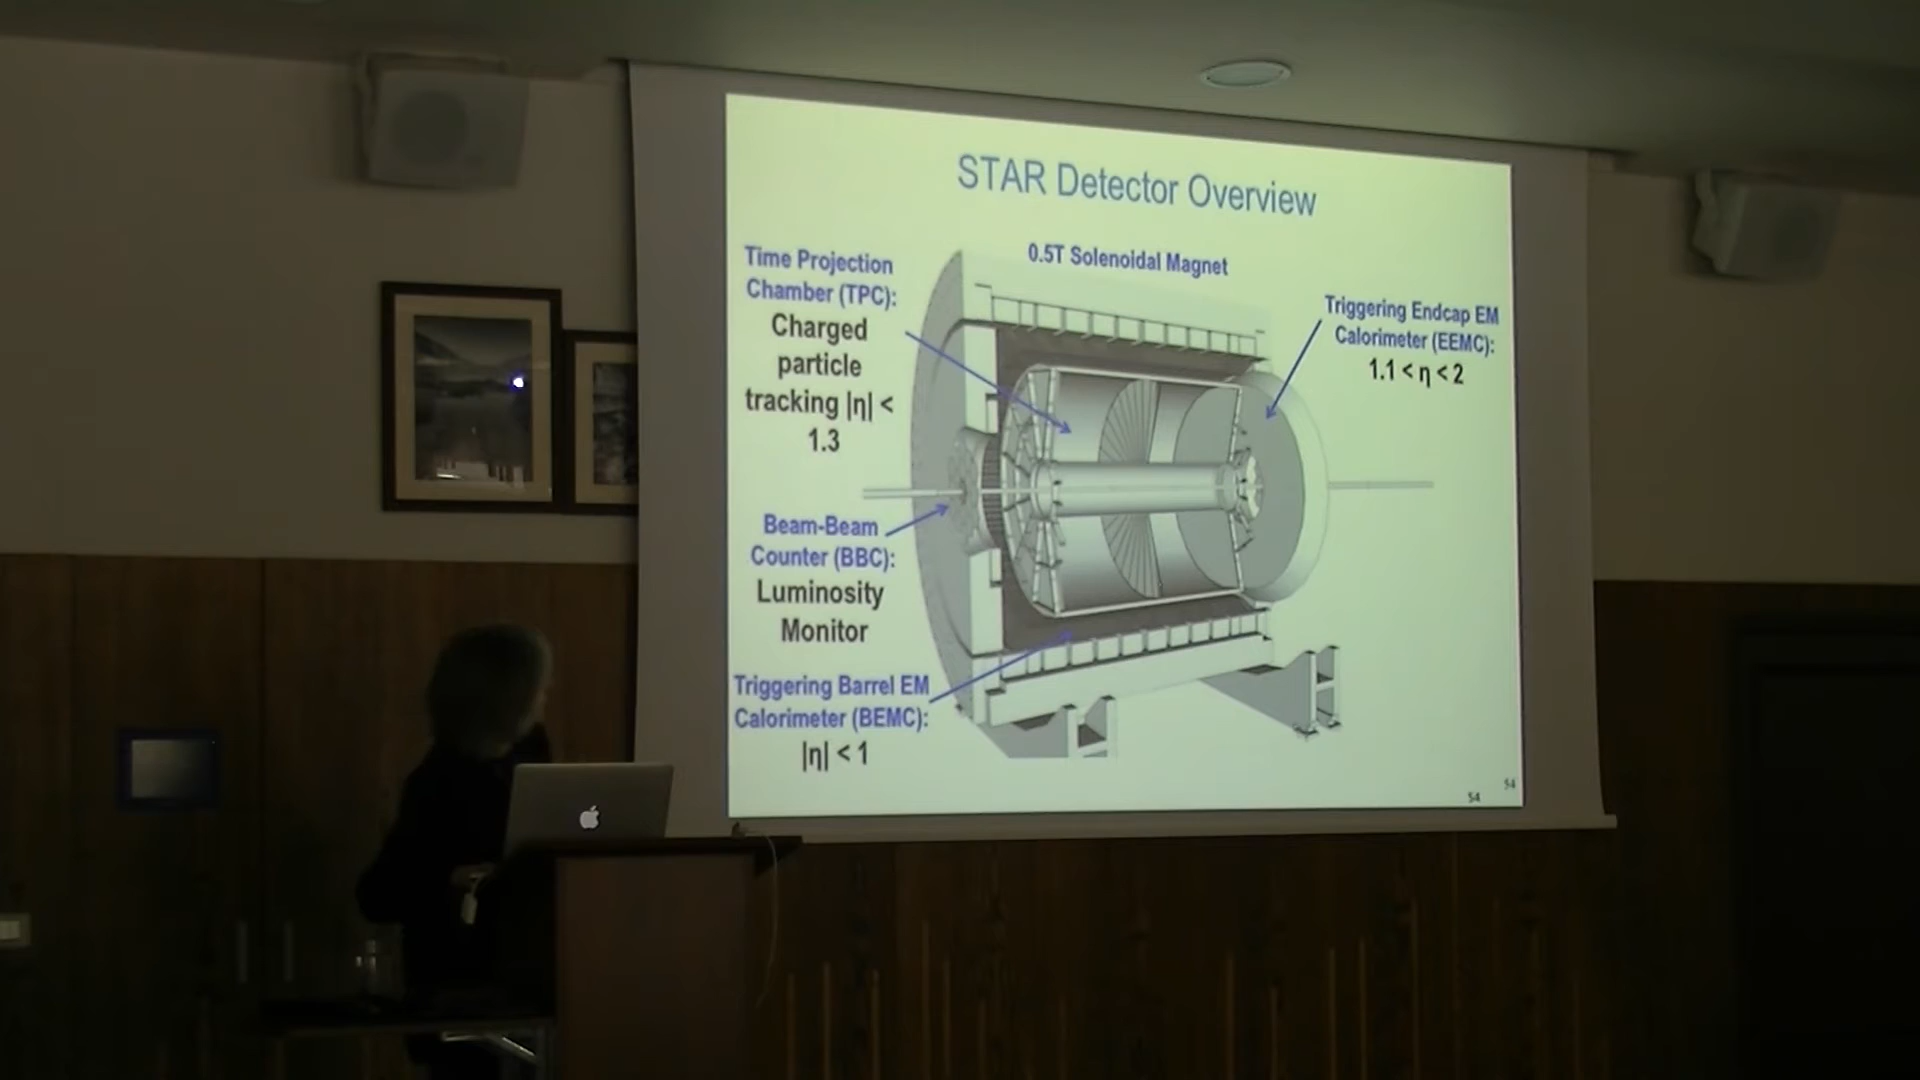 STAR Detector Overview
0.5T Solenoidal Magnet
Time Projection
Chamber (TPC):
Charged
particle
tracking |η| <
1.3
Beam-Beam
Counter (BBC):
Luminosity
Monitor
Triggering Barrel EM
Calorimeter (BEMC):
|η| < 1
Triggering Endcap EM
Calorimeter (EEMC):
1.1 < η < 2
54
54